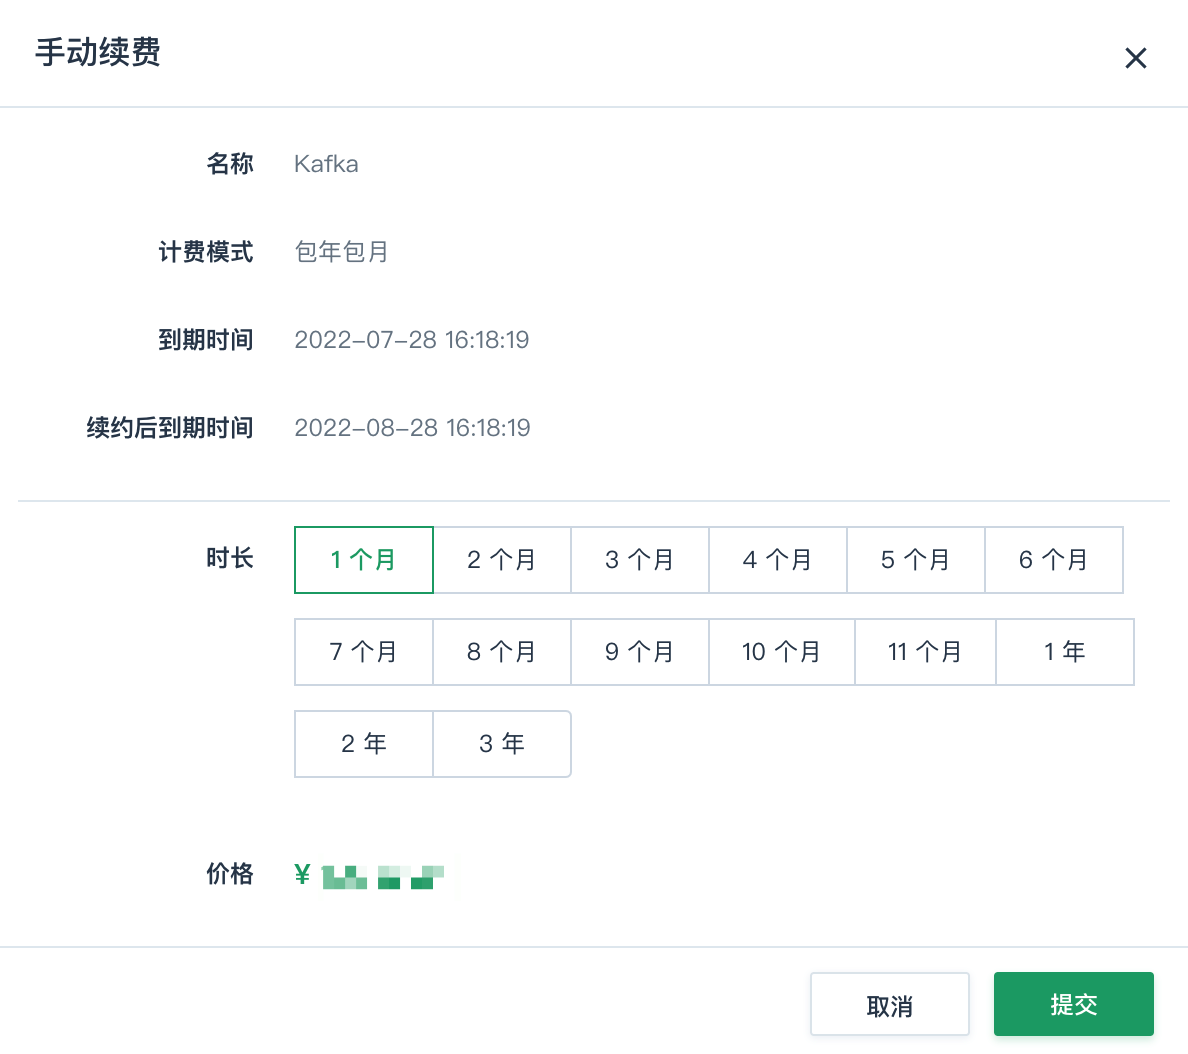 手动续费
名称 Kafka
计费模式 包年包月
到期时间 2022-07-28 16:18:19
续约后到期时间 2022-08-28 16:18:19
时长 1 个月 2 个月 3 个月 4 个月 5 个月 6 个月
7 个月 8 个月 9 个月 10 个月 11 个月 1 年
2 年 3 年
价格 ¥
取消 提交